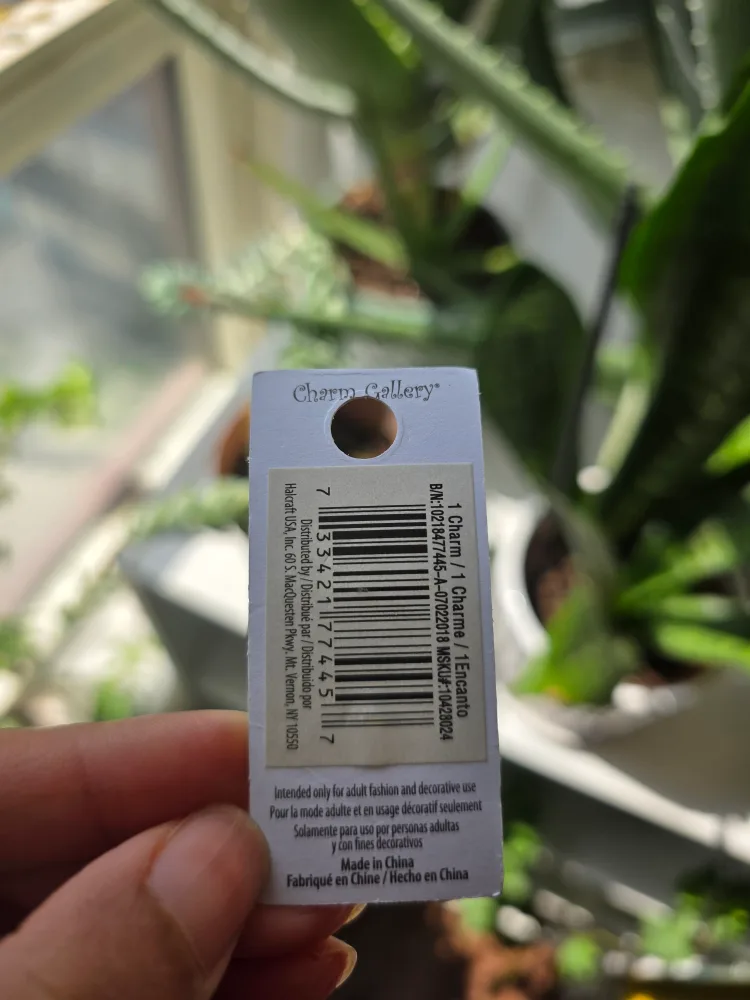 Charm Gallery®
1 Charm / 1 Charme / 1Encanto
B/N:10218477445-A-07022018 MSKU#:10428024
7 33421 77445 7
Distributed by / Distribué par / Distribuido por
Halcraft USA, Inc. 60 S. MacQuesten PKwy. Mt. Vernon, NY 10550
Intended only for adult fashion and decorative use
Pour la mode adulte et en usage décoratif seulement
Solamente para uso por personas adultas
y con fines decorativos
Made in China
Fabriqué en Chine / Hecho en China